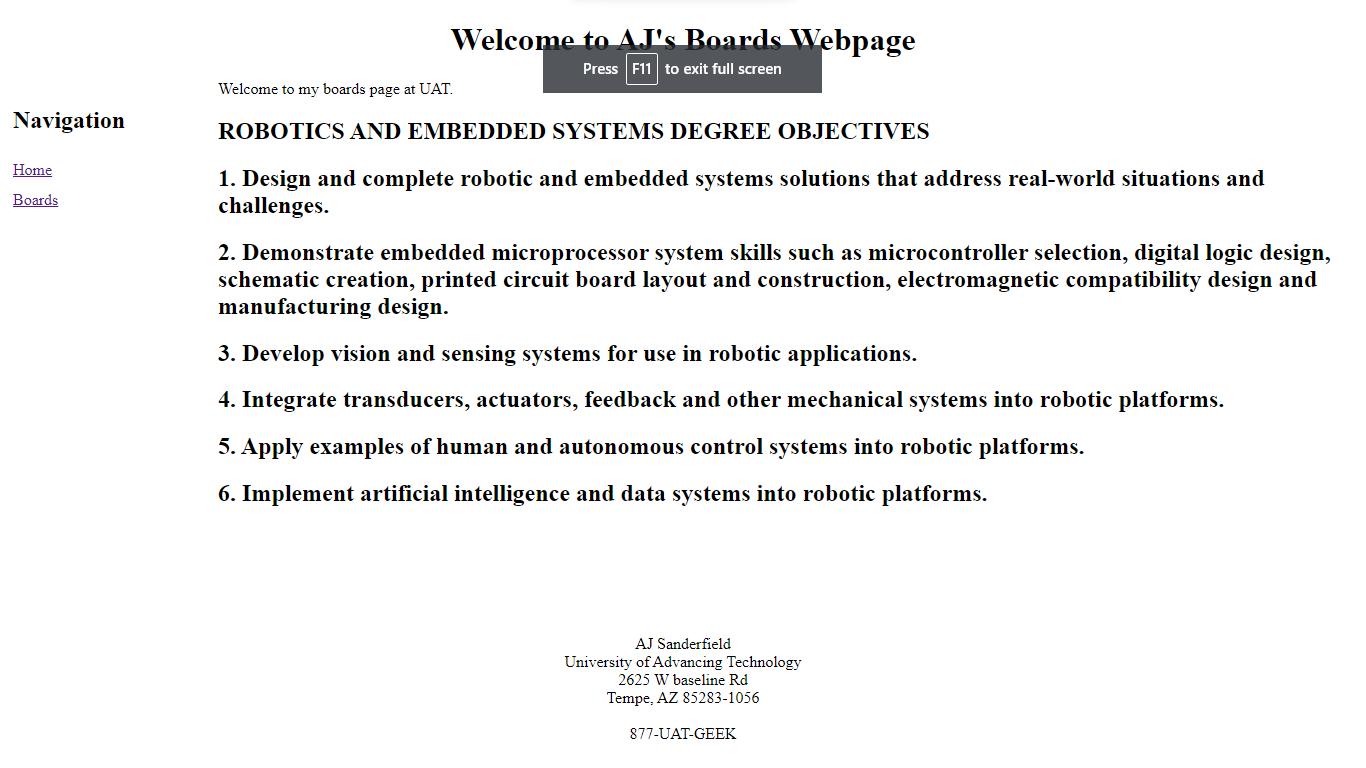 Welcome to AJ's Boards Webpage
Press F11 to exit full screen
Welcome to my boards page at UAT.
Navigation
Home
Boards
ROBOTICS AND EMBEDDED SYSTEMS DEGREE OBJECTIVES
1. Design and complete robotic and embedded systems solutions that address real-world situations and
challenges.
2. Demonstrate embedded microprocessor system skills such as microcontroller selection, digital logic design,
schematic creation, printed circuit board layout and construction, electromagnetic compatibility design and
manufacturing design.
3. Develop vision and sensing systems for use in robotic applications.
4. Integrate transducers, actuators, feedback and other mechanical systems into robotic platforms.
5. Apply examples of human and autonomous control systems into robotic platforms.
6. Implement artificial intelligence and data systems into robotic platforms.
AJ Sanderfield
University of Advancing Technology
2625 W baseline Rd
Tempe, AZ 85283-1056
877-UAT-GEEK